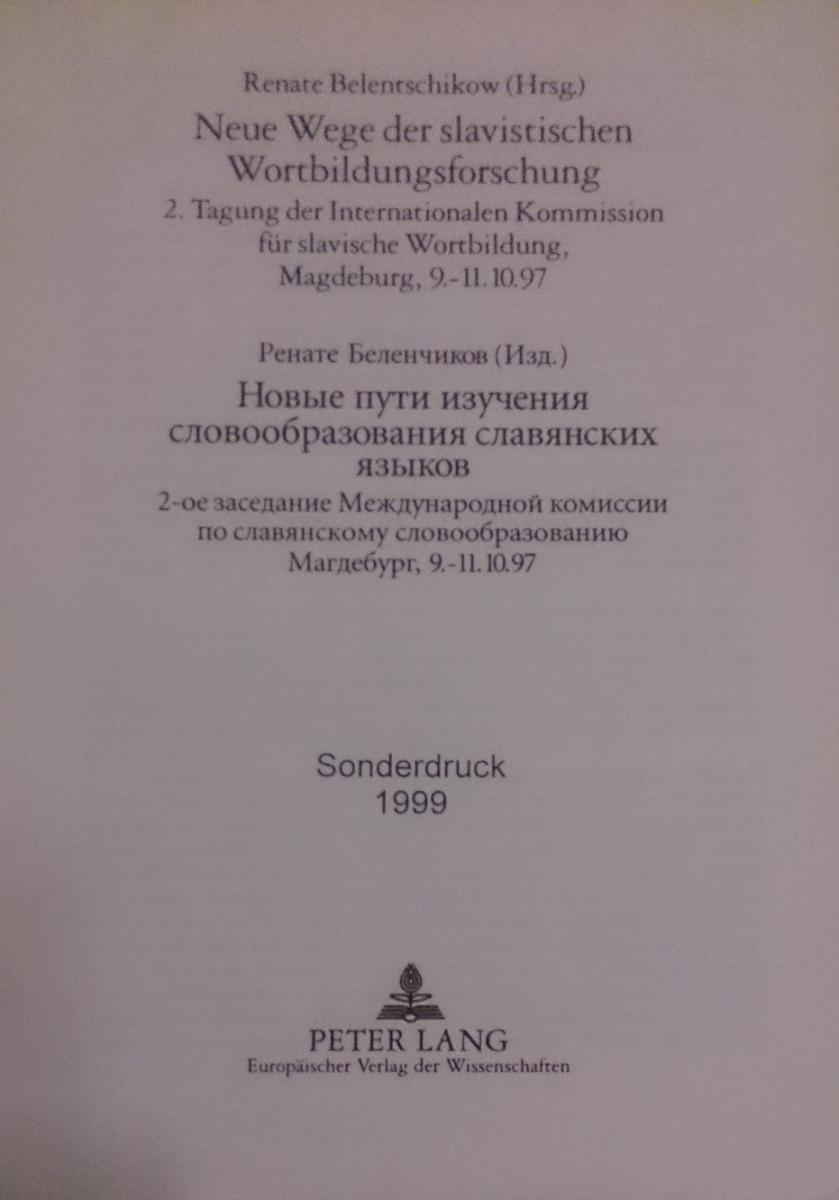 Renate Belentschikow (Hrsg.)
Neue Wege der slavistischen
Wortbildungsforschung
2. Tagung der Internationalen Kommission
für slavische Wortbildung,
Magdeburg, 9.-11.10.97
Ренате Беленчиков (Изд.)
Новые пути изучения
словообразования славянских
языков
2-ое заседание Международной комиссии
по славянскому словообразованию
Магдебург, 9.-11.10.97
Sonderdruck
1999
PETER LANG
Europäischer Verlag der Wissenschaften